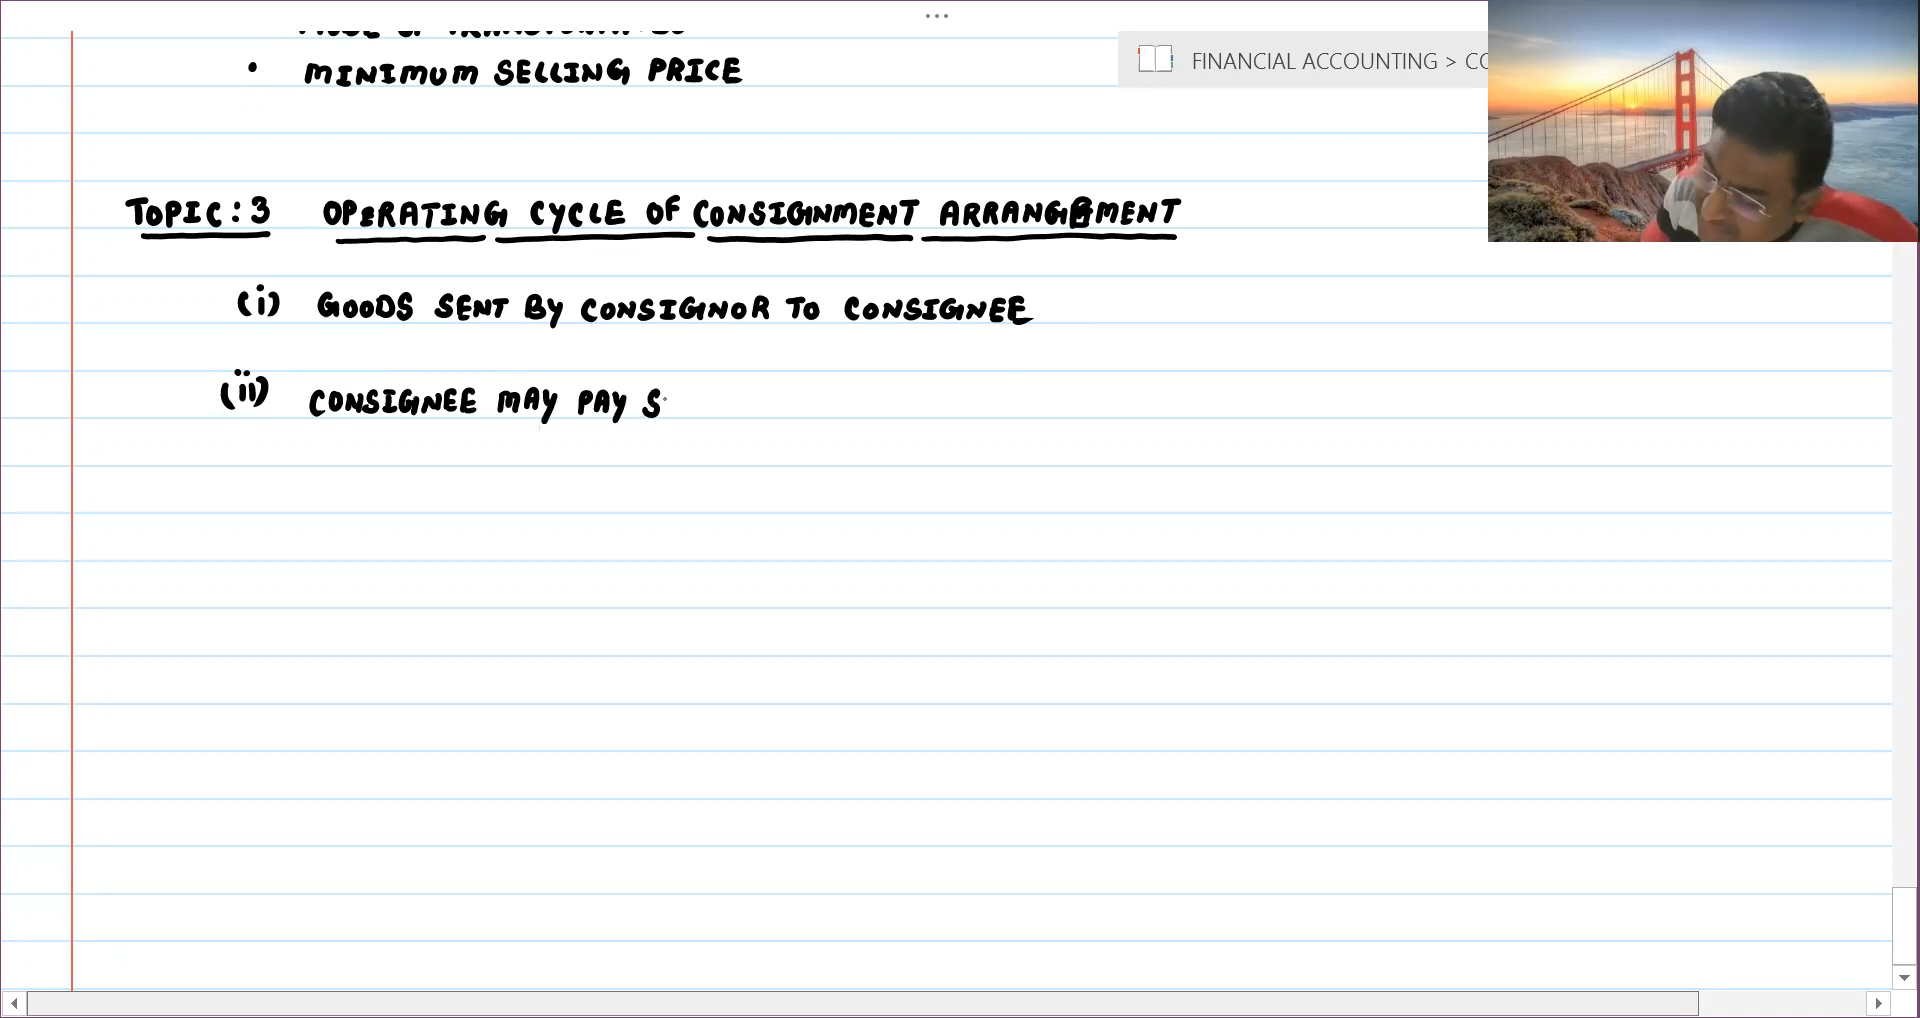 • MINIMUM SELLING PRICE
FINANCIAL ACCOUNTING >
TOPIC: 3 OPERATING CYCLE OF CONSIGNMENT ARRANGEMENT
(i) GOODS SENT BY CONSIGNOR TO CONSIGNEE
(ii) CONSIGNEE MAY PAY S